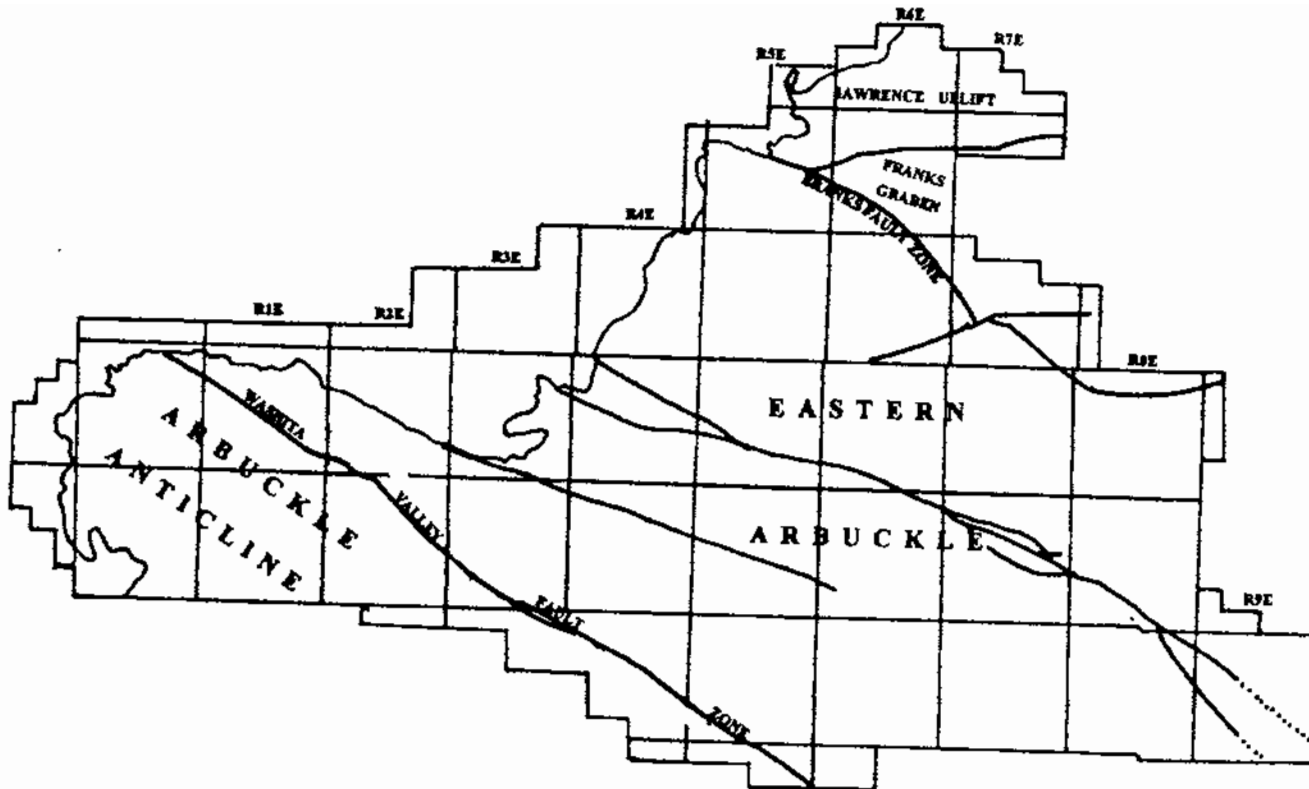 R6E
R7E
R5E
LAWRENCE UPLIFT
FRANKS
GRABEN
FRANKS FAULT ZONE
R4E
R3E
R1E
R2E
R8E
WASHITA
VALLEY
FAULT
ZONE
ARBUCKLE
ANTICLINE
EASTERN
ARBUCKLE
R9E